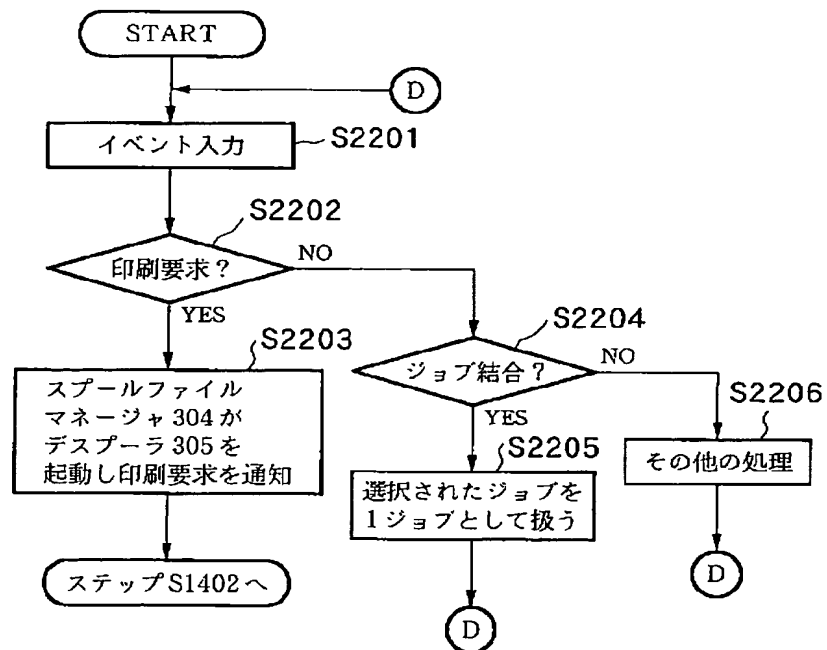 START
D
イベント入力
S2201
S2202
印刷要求?
NO
YES
S2203
スプールファイル
マネージャ304が
デスプーラ305を
起動し印刷要求を通知
ステップS1402へ
S2204
ジョブ結合?
NO
YES
S2205
選択されたジョブを
1ジョブとして扱う
D
S2206
その他の処理
D